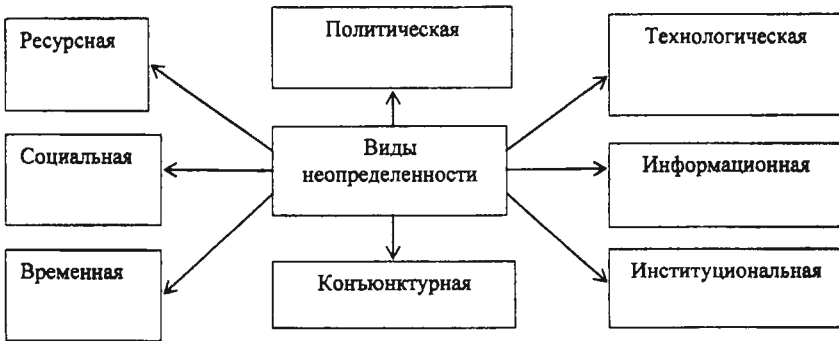 Ресурсная
Политическая
Технологическая
Социальная
Виды
неопределенности
Информационная
Временная
Конъюнктурная
Институциональная